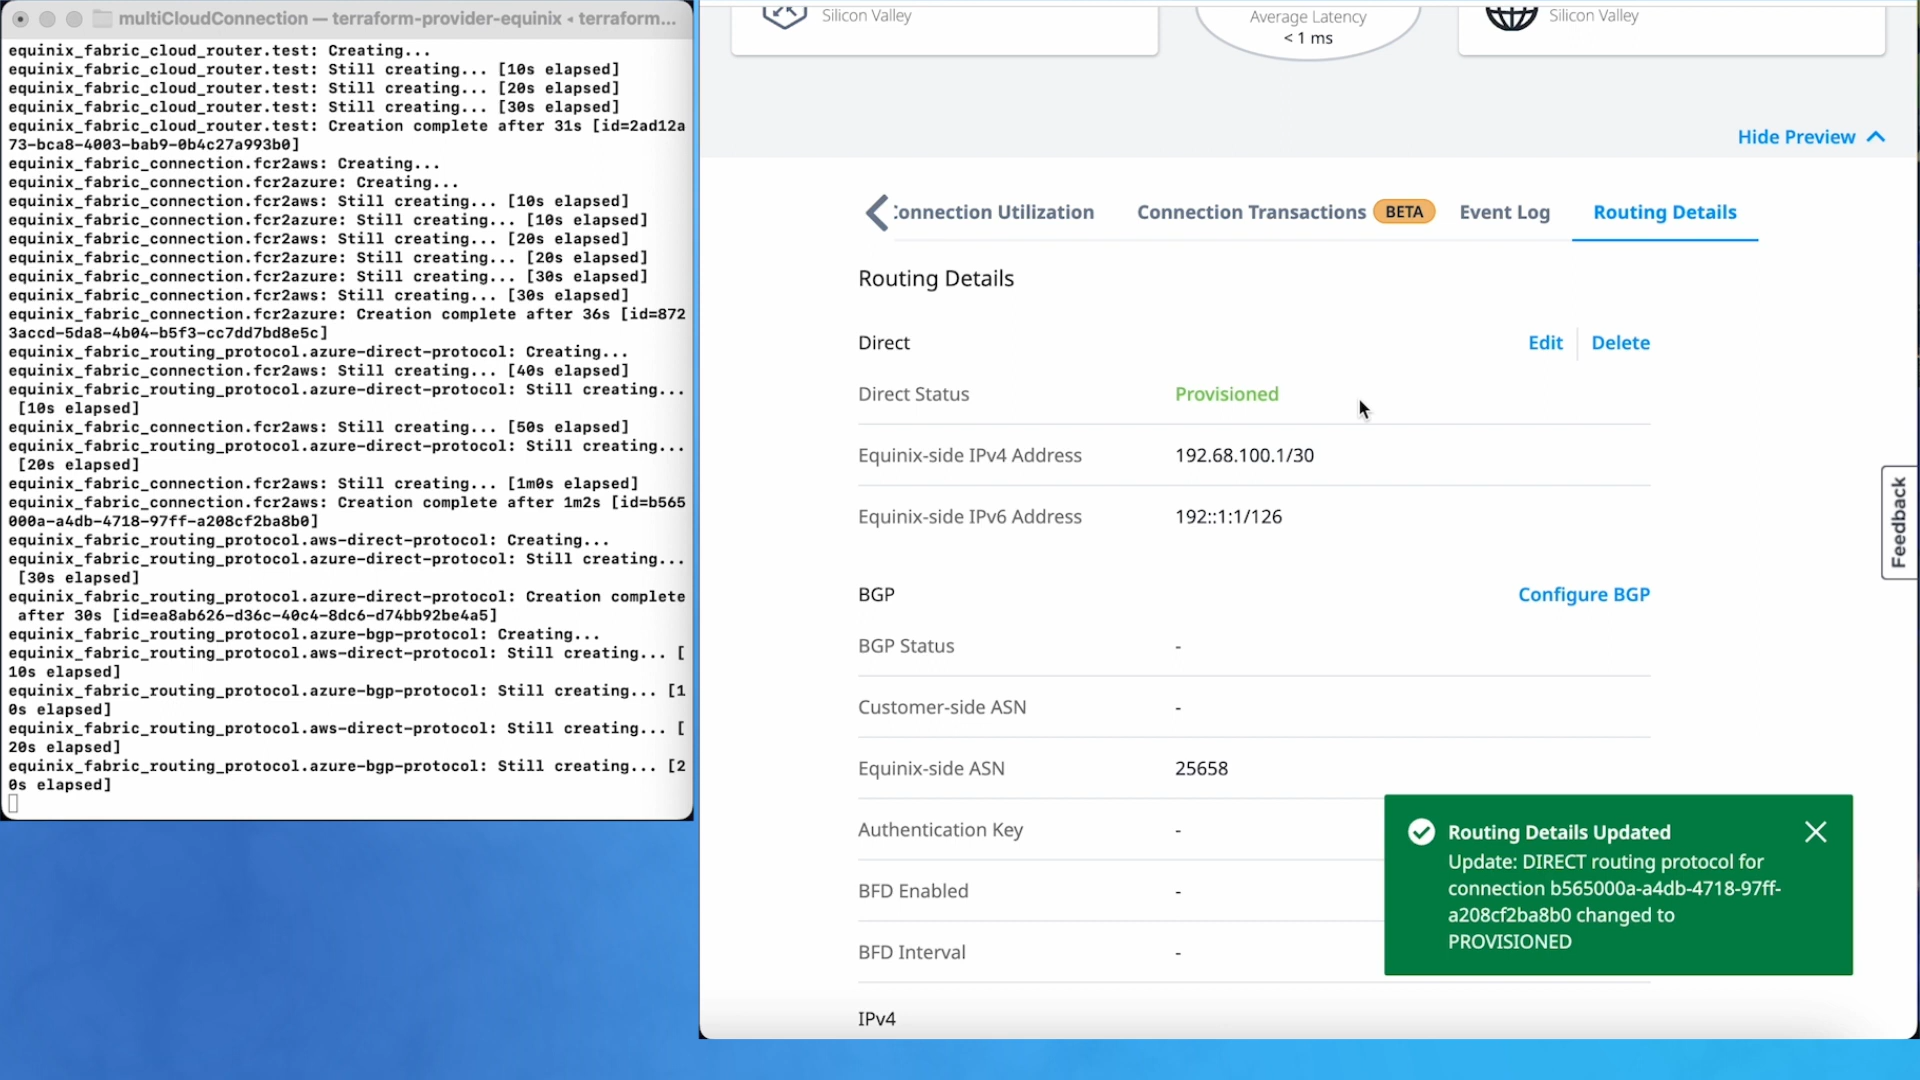 multiCloudConnection — terraform-provider-equinix ◂ terraform...
equinix_fabric_cloud_router.test: Creating...
equinix_fabric_cloud_router.test: Still creating... [10s elapsed]
equinix_fabric_cloud_router.test: Still creating... [20s elapsed]
equinix_fabric_cloud_router.test: Still creating... [30s elapsed]
equinix_fabric_cloud_router.test: Creation complete after 31s [id=2ad12a
73-bca8-4003-bab9-0b4c27a993b0]
equinix_fabric_connection.fcr2aws: Creating...
equinix_fabric_connection.fcr2azure: Creating...
equinix_fabric_connection.fcr2aws: Still creating... [10s elapsed]
equinix_fabric_connection.fcr2azure: Still creating... [10s elapsed]
equinix_fabric_connection.fcr2aws: Still creating... [20s elapsed]
equinix_fabric_connection.fcr2azure: Still creating... [20s elapsed]
equinix_fabric_connection.fcr2azure: Still creating... [30s elapsed]
equinix_fabric_connection.fcr2aws: Still creating... [30s elapsed]
equinix_fabric_connection.fcr2azure: Creation complete after 36s [id=872
3accd-5da8-4b04-b5f3-cc7dd7bd8e5c]
equinix_fabric_routing_protocol.azure-direct-protocol: Creating...
equinix_fabric_connection.fcr2aws: Still creating... [40s elapsed]
equinix_fabric_routing_protocol.azure-direct-protocol: Still creating...
[10s elapsed]
equinix_fabric_connection.fcr2aws: Still creating... [50s elapsed]
equinix_fabric_routing_protocol.azure-direct-protocol: Still creating...
[20s elapsed]
equinix_fabric_connection.fcr2aws: Still creating... [1m0s elapsed]
equinix_fabric_connection.fcr2aws: Creation complete after 1m2s [id=b565
000a-a4db-4718-97ff-a208cf2ba8b0]
equinix_fabric_routing_protocol.aws-direct-protocol: Creating...
equinix_fabric_routing_protocol.azure-direct-protocol: Still creating...
[30s elapsed]
equinix_fabric_routing_protocol.azure-direct-protocol: Creation complete
after 30s [id=ea8ab626-d36c-40c4-8dc6-d74bb92be4a5]
equinix_fabric_routing_protocol.azure-bgp-protocol: Creating...
equinix_fabric_routing_protocol.aws-direct-protocol: Still creating... [
10s elapsed]
equinix_fabric_routing_protocol.azure-bgp-protocol: Still creating... [1
0s elapsed]
equinix_fabric_routing_protocol.aws-direct-protocol: Still creating... [
20s elapsed]
equinix_fabric_routing_protocol.azure-bgp-protocol: Still creating... [2
0s elapsed]
Silicon Valley
Average Latency
< 1 ms
Silicon Valley
Hide Preview
Connection Utilization
Connection Transactions BETA
Event Log
Routing Details
Routing Details
Direct
Edit
Delete
Direct Status Provisioned
Equinix-side IPv4 Address 192.68.100.1/30
Equinix-side IPv6 Address 192::1:1/126
BGP
Configure BGP
BGP Status -
Customer-side ASN -
Equinix-side ASN 25658
Authentication Key -
BFD Enabled -
BFD Interval -
IPv4
Routing Details Updated
Update: DIRECT routing protocol for
connection b565000a-a4db-4718-97ff-
a208cf2ba8b0 changed to
PROVISIONED
Feedback